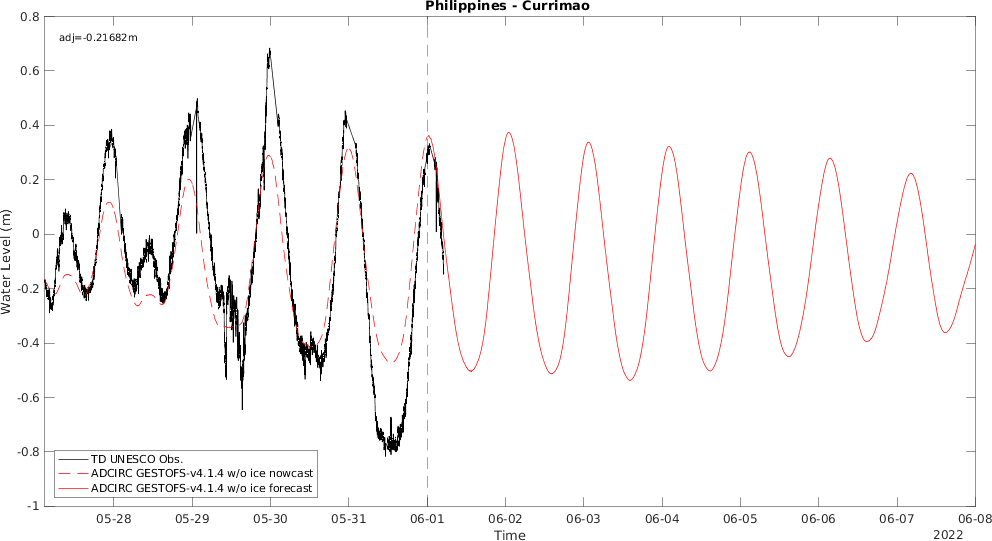 Philippines - Currimao
adj=-0.21682m
0.8
0.6
0.4
0.2
0
-0.2
-0.4
-0.6
-0.8
-1
Water Level (m)
TD UNESCO Obs.
ADCIRC GESTOFS-v4.1.4 w/o ice nowcast
ADCIRC GESTOFS-v4.1.4 w/o ice forecast
05-28 05-29 05-30 05-31 06-01 06-02 06-03 06-04 06-05 06-06 06-07 06-08
Time
2022